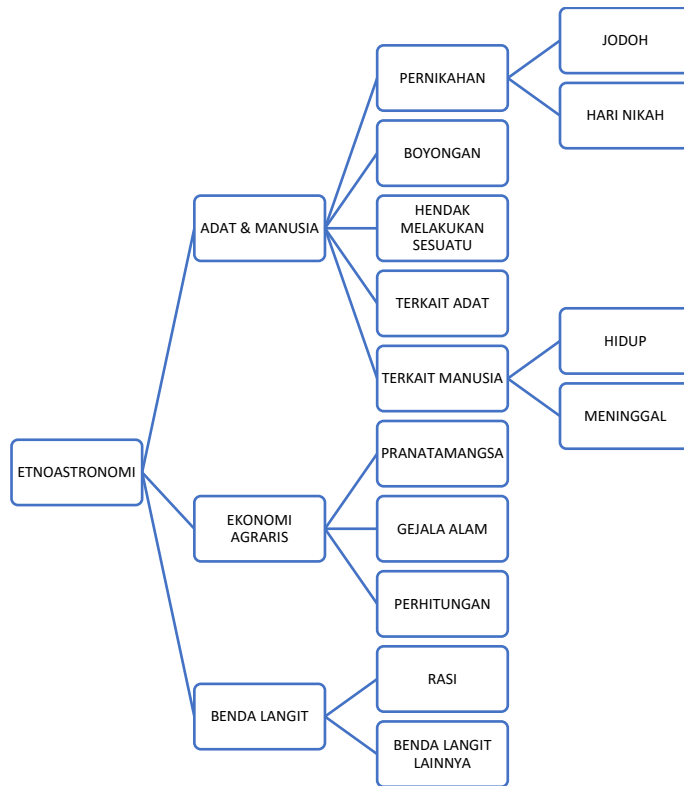 ETNOASTRONOMI
ADAT & MANUSIA
PERNIKAHAN
JODOH
HARI NIKAH
BOYONGAN
HENDAK
MELAKUKAN
SESUATU
TERKAIT ADAT
TERKAIT MANUSIA
HIDUP
MENINGGAL
EKONOMI
AGRARIS
PRANATAMANGSA
GEJALA ALAM
PERHITUNGAN
BENDA LANGIT
RASI
BENDA LANGIT
LAINNYA